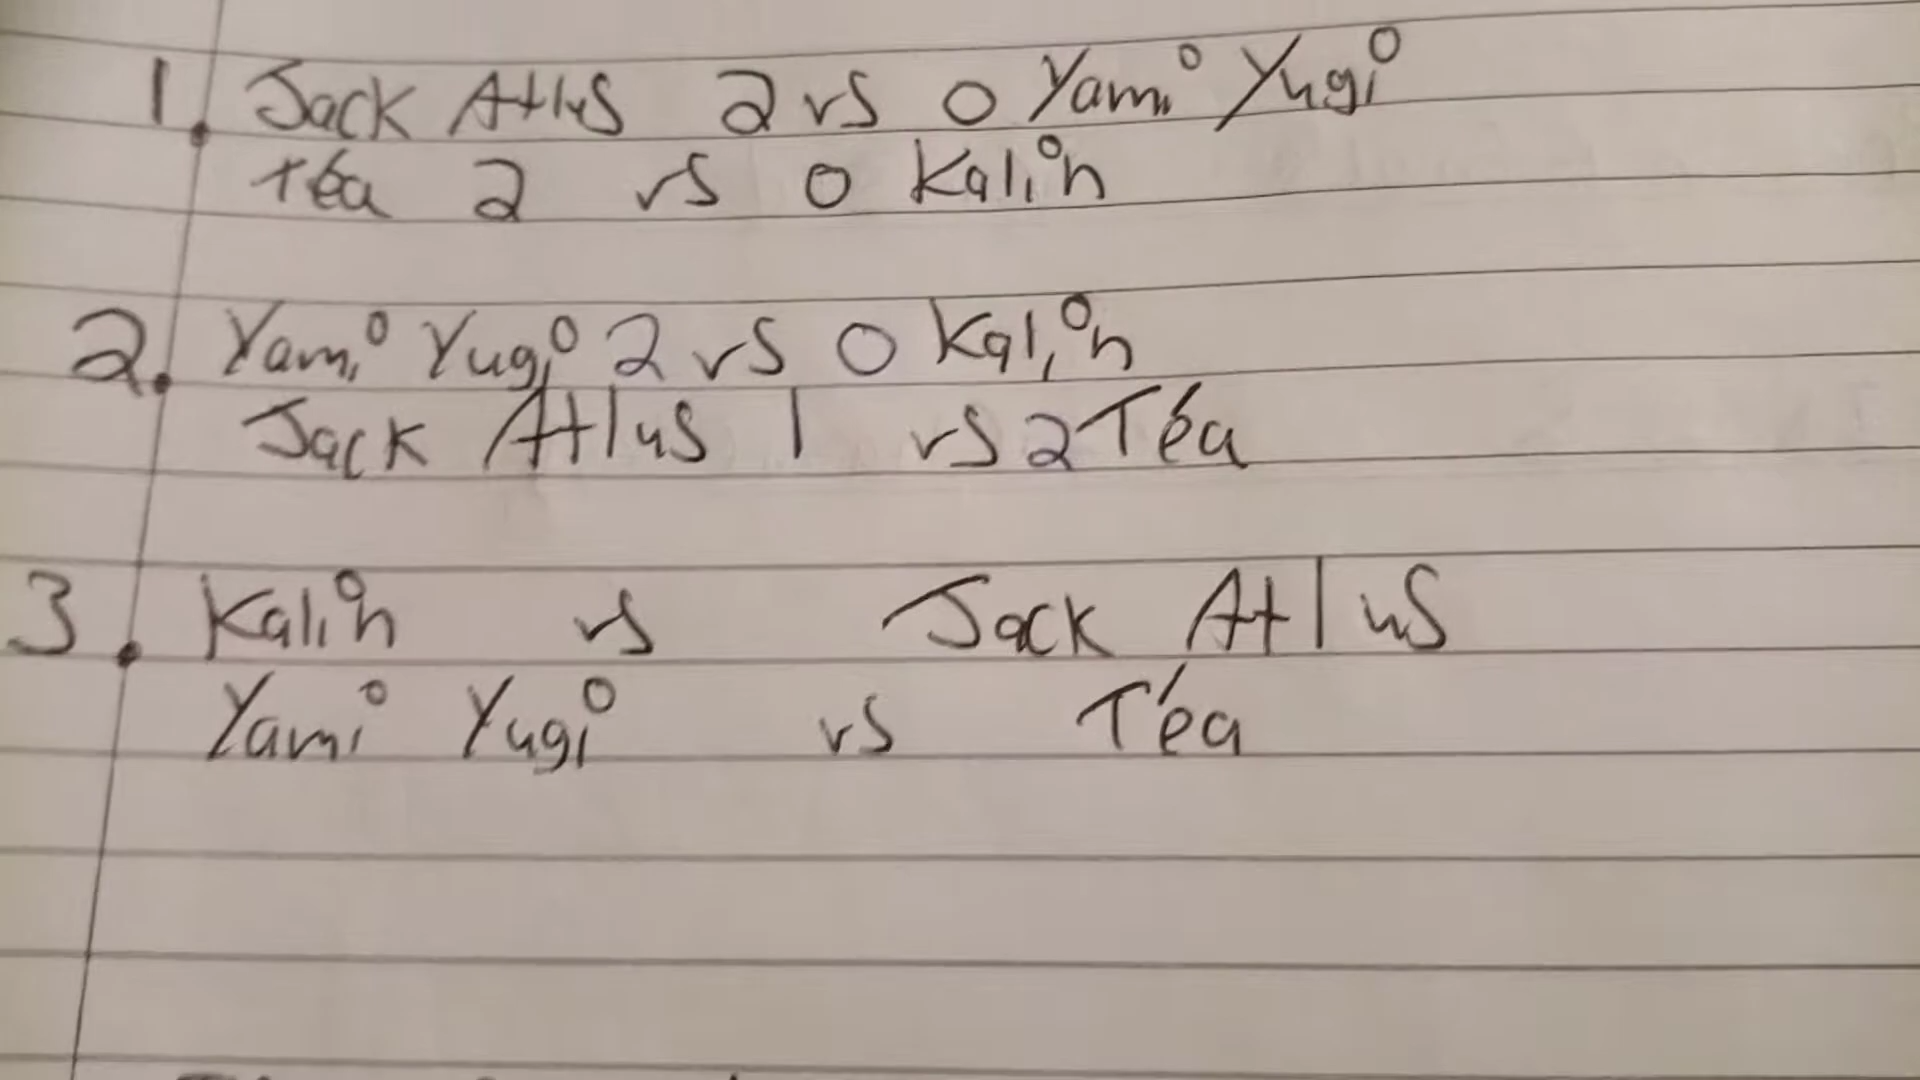 1. Jack Atlus 2 vs 0 Yami Yugi
Téa 2 vs 0 Kalin
2. Yami Yugi 2 vs 0 Kalin
Jack Atlus 1 vs 2 Téa
3. Kalin vs Jack Atlus
Yami Yugi vs Téa